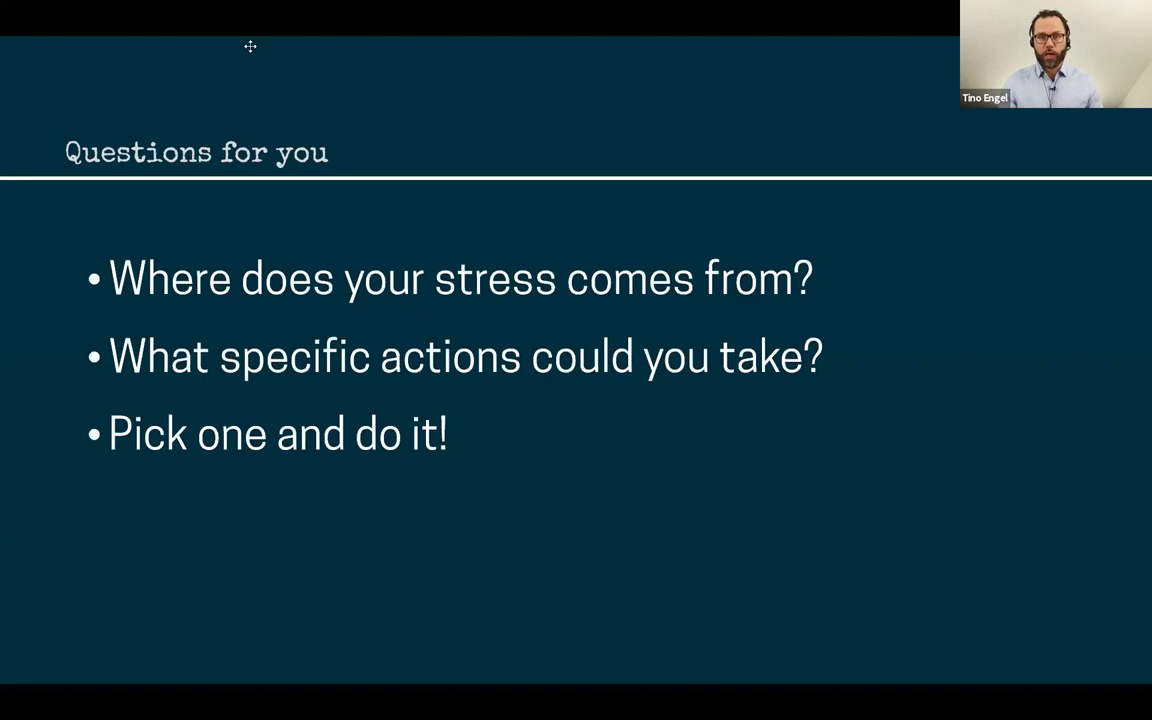 Tino Engel
Questions for you
• Where does your stress comes from?
• What specific actions could you take?
• Pick one and do it!